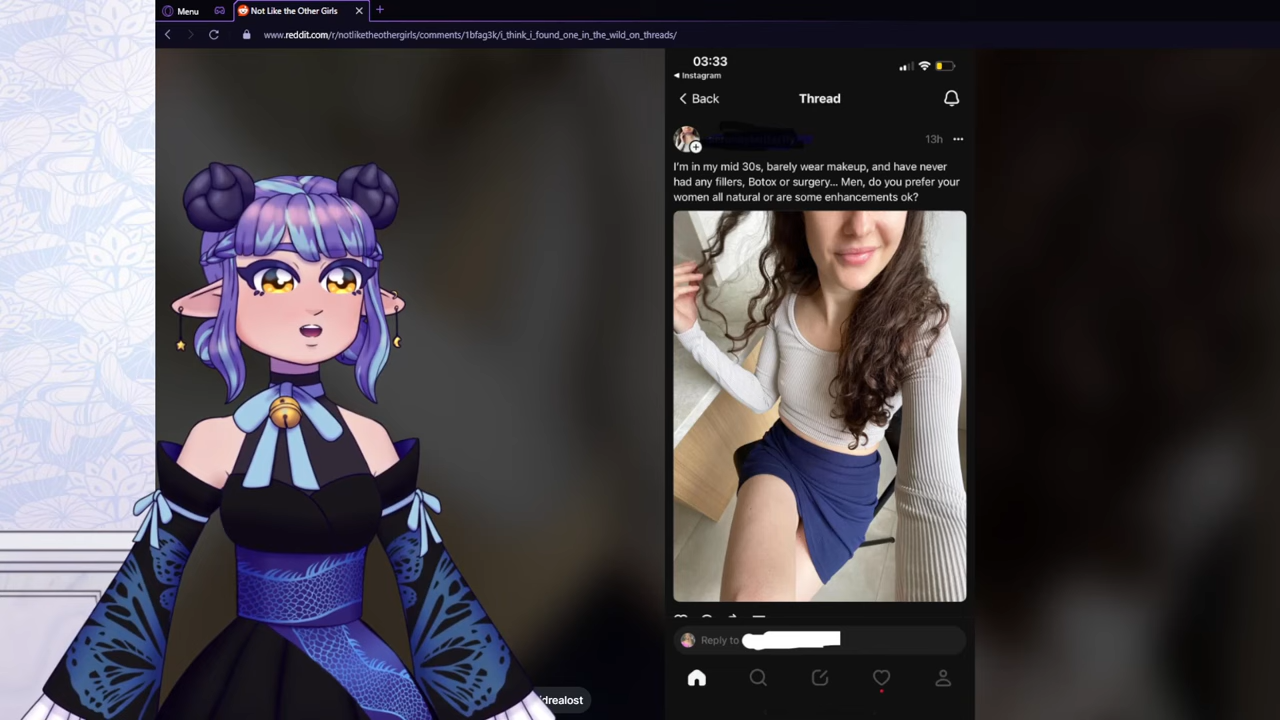 Menu
Not Like the Other Girls
www.reddit.com/r/notliketheothergirls/comments/1bfag3k/i_think_i_found_one_in_the_wild_on_threads/
03:33
Instagram
Back
Thread
13h
I'm in my mid 30s, barely wear makeup, and have never
had any fillers, Botox or surgery... Men, do you prefer your
women all natural or are some enhancements ok?
Reply to
idrealost